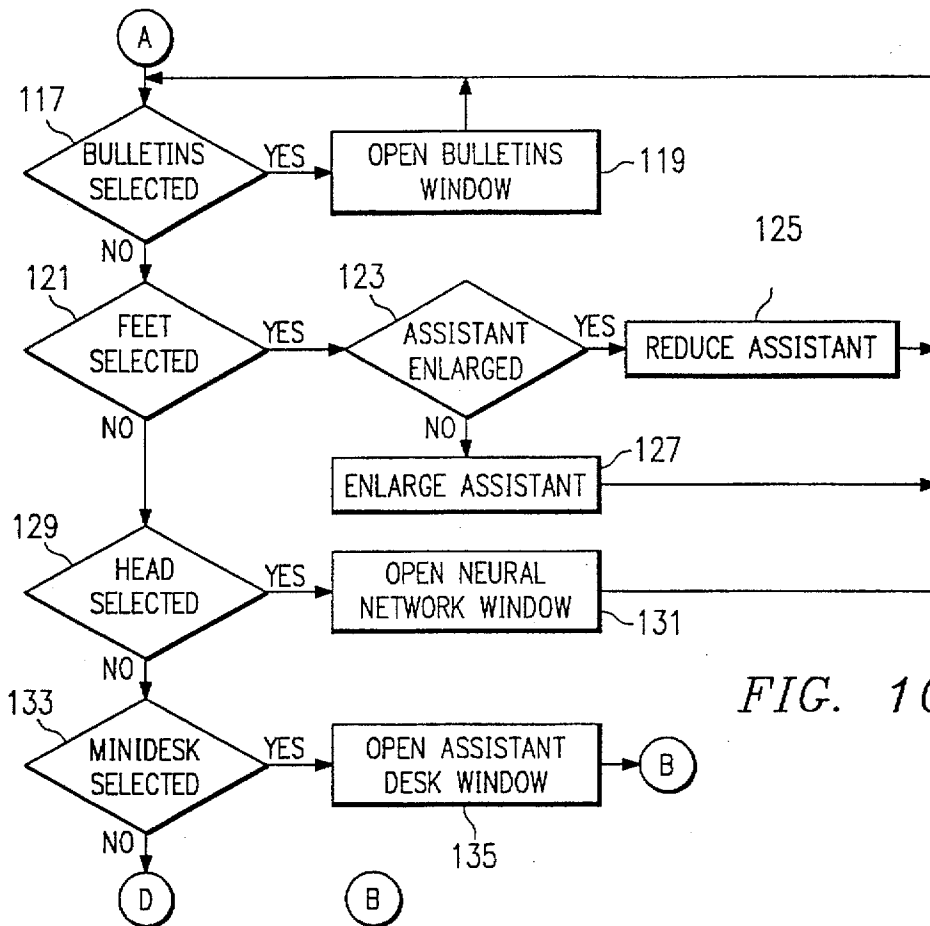 A
117
BULLETINS
SELECTED
YES
OPEN BULLETINS
WINDOW
119
NO
121
FEET
SELECTED
YES
123
ASSISTANT
ENLARGED
YES
125
REDUCE ASSISTANT
NO
NO
127
ENLARGE ASSISTANT
129
HEAD
SELECTED
YES
OPEN NEURAL
NETWORK WINDOW
131
NO
FIG. 10
133
MINIDESK
SELECTED
YES
OPEN ASSISTANT
DESK WINDOW
B
135
NO
D
B